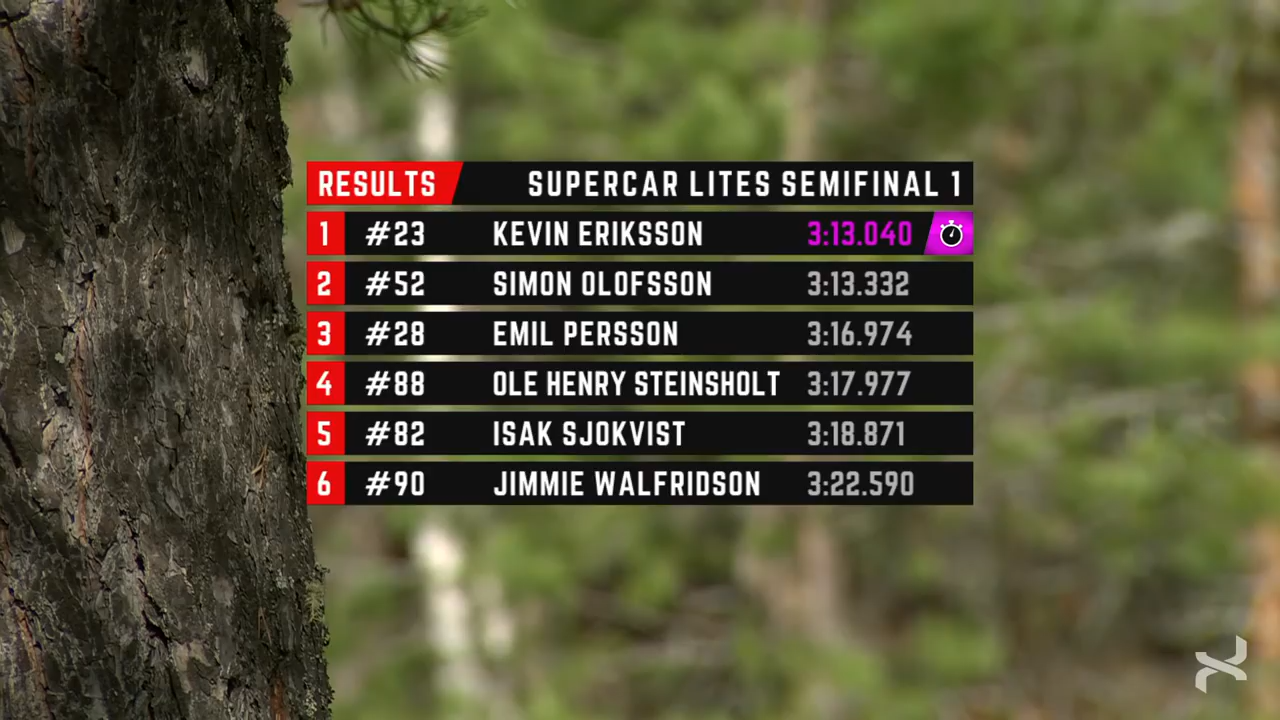 RESULTS SUPERCAR LITES SEMIFINAL 1
1 #23 KEVIN ERIKSSON 3:13.040
2 #52 SIMON OLOFSSON 3:13.332
3 #28 EMIL PERSSON 3:16.974
4 #88 OLE HENRY STEINSHOLT 3:17.977
5 #82 ISAK SJOKVIST 3:18.871
6 #90 JIMMIE WALFRIDSON 3:22.590